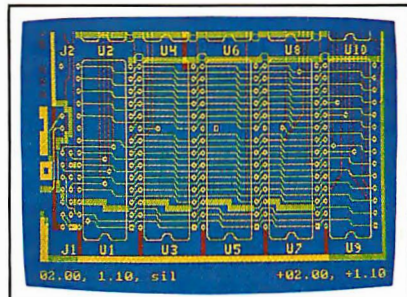 J2 U2 U4 U6 U8 U10
J1 U1 U3 U5 U7 U9
02.00, 1.10, sil +02.00, +1.10